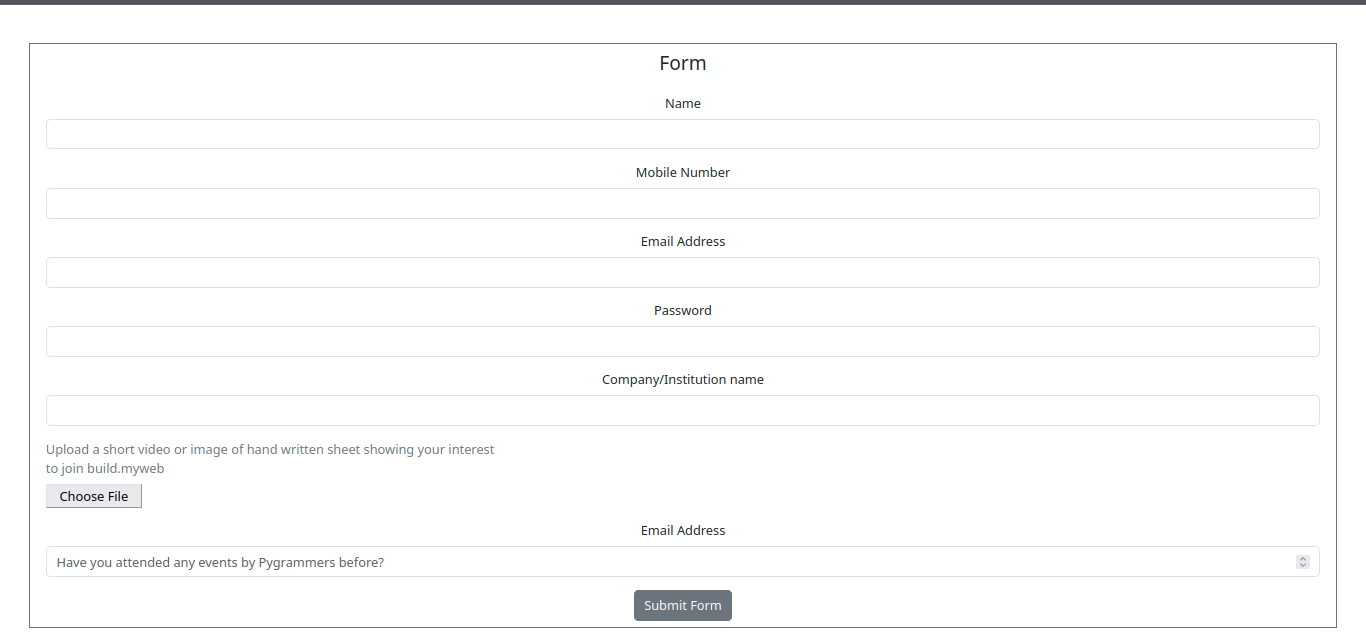 Form
Name
Mobile Number
Email Address
Password
Company/Institution name
Upload a short video or image of hand written sheet showing your interest
to join build.myweb
Choose File
Email Address
Have you attended any events by Pygrammers before?
Submit Form